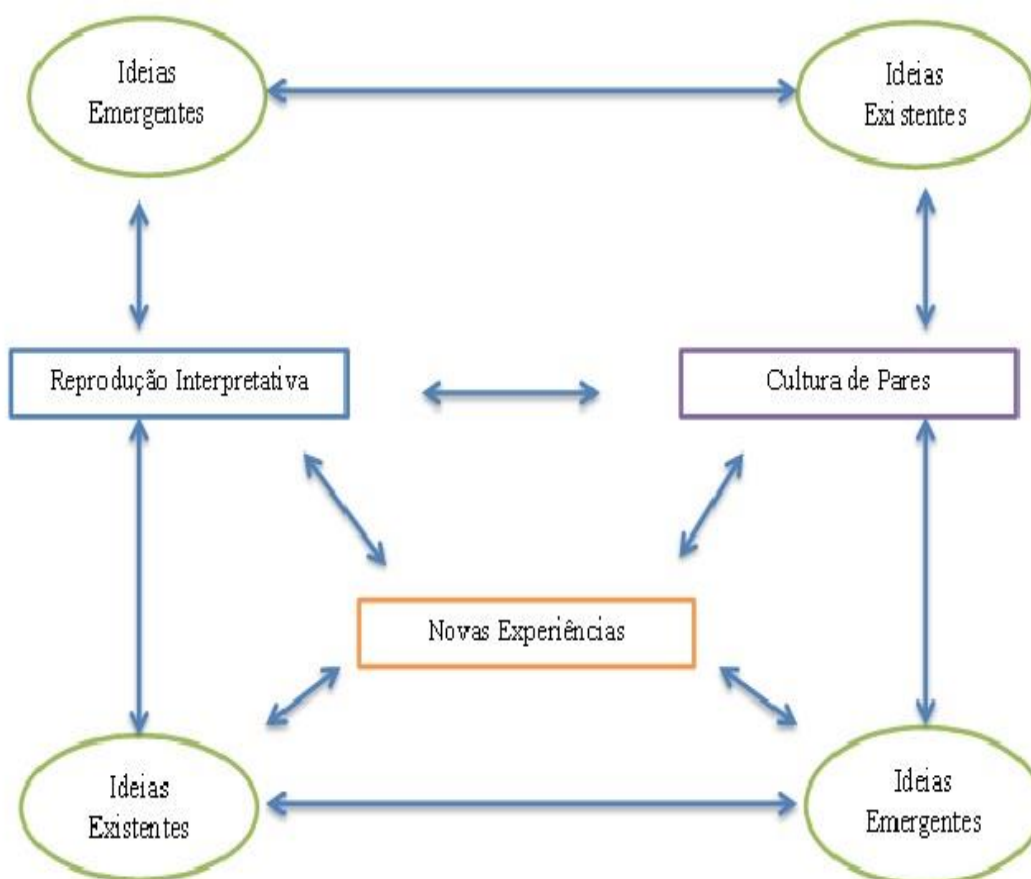 Ideias
Emergentes
Ideias
Existentes
Reprodução Interpretativa
Cultura de Pares
Novas Experiências
Ideias
Existentes
Ideias
Emergentes